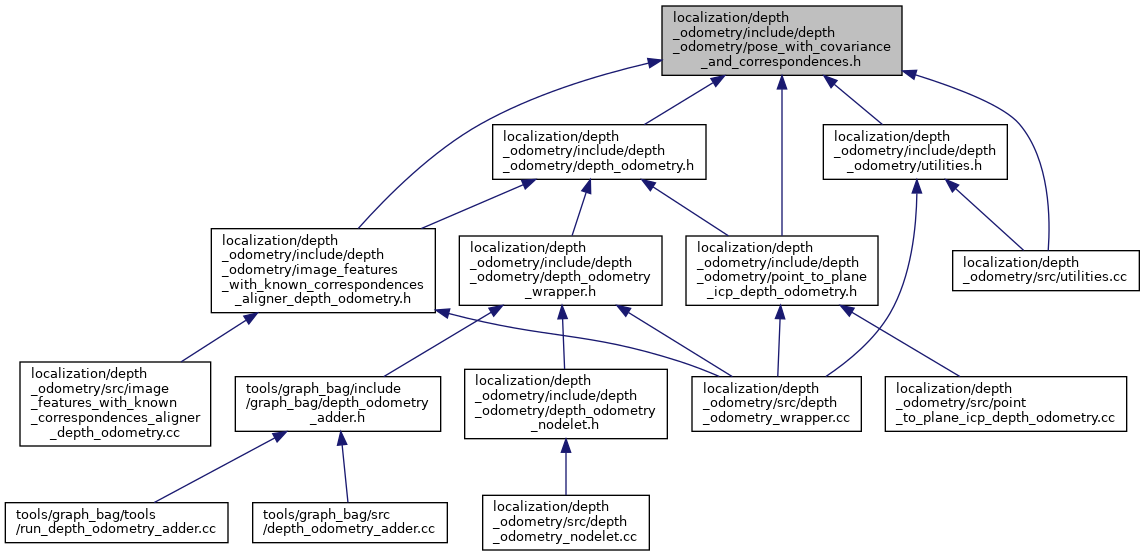 localization/depth
_odometry/include/depth
_odometry/pose_with_covariance
_and_correspondences.h
localization/depth
_odometry/include/depth
_odometry/depth_odometry.h
localization/depth
_odometry/include/depth
_odometry/utilities.h
localization/depth
_odometry/include/depth
_odometry/image_features
_with_known_correspondences
_aligner_depth_odometry.h
localization/depth
_odometry/include/depth
_odometry/depth_odometry
_wrapper.h
localization/depth
_odometry/include/depth
_odometry/point_to_plane
_icp_depth_odometry.h
localization/depth
_odometry/src/utilities.cc
localization/depth
_odometry/src/image
_features_with_known
_correspondences_aligner
_depth_odometry.cc
tools/graph_bag/include
/graph_bag/depth_odometry
_adder.h
localization/depth
_odometry/include/depth
_odometry/depth_odometry
_nodelet.h
localization/depth
_odometry/src/depth
_odometry_wrapper.cc
localization/depth
_odometry/src/point
_to_plane_icp_depth_odometry.cc
tools/graph_bag/tools
/run_depth_odometry_adder.cc
tools/graph_bag/src
/depth_odometry_adder.cc
localization/depth
_odometry/src/depth
_odometry_nodelet.cc